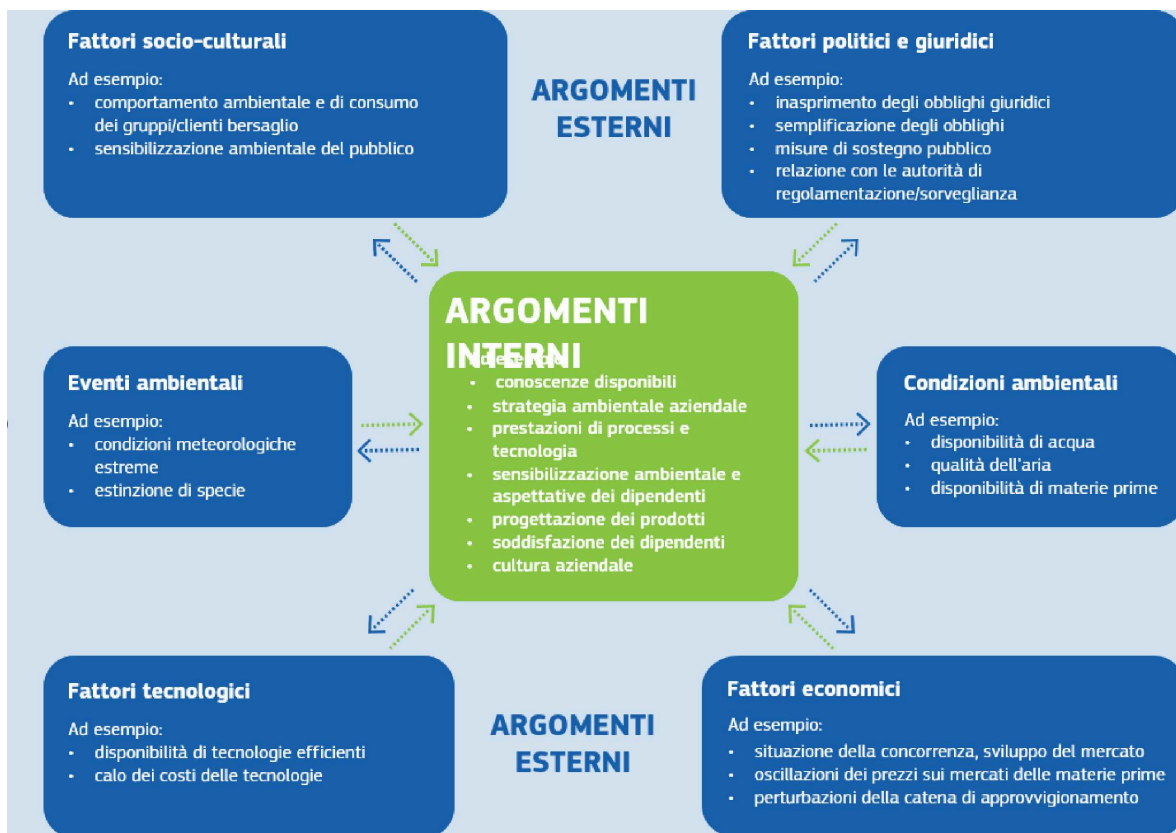 Fattori socio-culturali
Ad esempio:
• comportamento ambientale e di consumo
dei gruppi/clienti bersaglio
• sensibilizzazione ambientale del pubblico
ARGOMENTI
ESTERNI
Fattori politici e giuridici
Ad esempio:
• inasprimento degli obblighi giuridici
• semplificazione degli obblighi
• misure di sostegno pubblico
• relazione con le autorità di
regolamentazione/sorveglianza
Eventi ambientali
Ad esempio:
• condizioni meteorologiche
estreme
• estinzione di specie
ARGOMENTI
INTERNI
Ad esempio:
• conoscenze disponibili
• strategia ambientale aziendale
• prestazioni di processi e
tecnologia
• sensibilizzazione ambientale e
aspettative dei dipendenti
• progettazione dei prodotti
• soddisfazione dei dipendenti
• cultura aziendale
Condizioni ambientali
Ad esempio:
• disponibilità di acqua
• qualità dell'aria
• disponibilità di materie prime
Fattori tecnologici
Ad esempio:
• disponibilità di tecnologie efficienti
• calo dei costi delle tecnologie
ARGOMENTI
ESTERNI
Fattori economici
Ad esempio:
• situazione della concorrenza, sviluppo del mercato
• oscillazioni dei prezzi sui mercati delle materie prime
• perturbazioni della catena di approvvigionamento